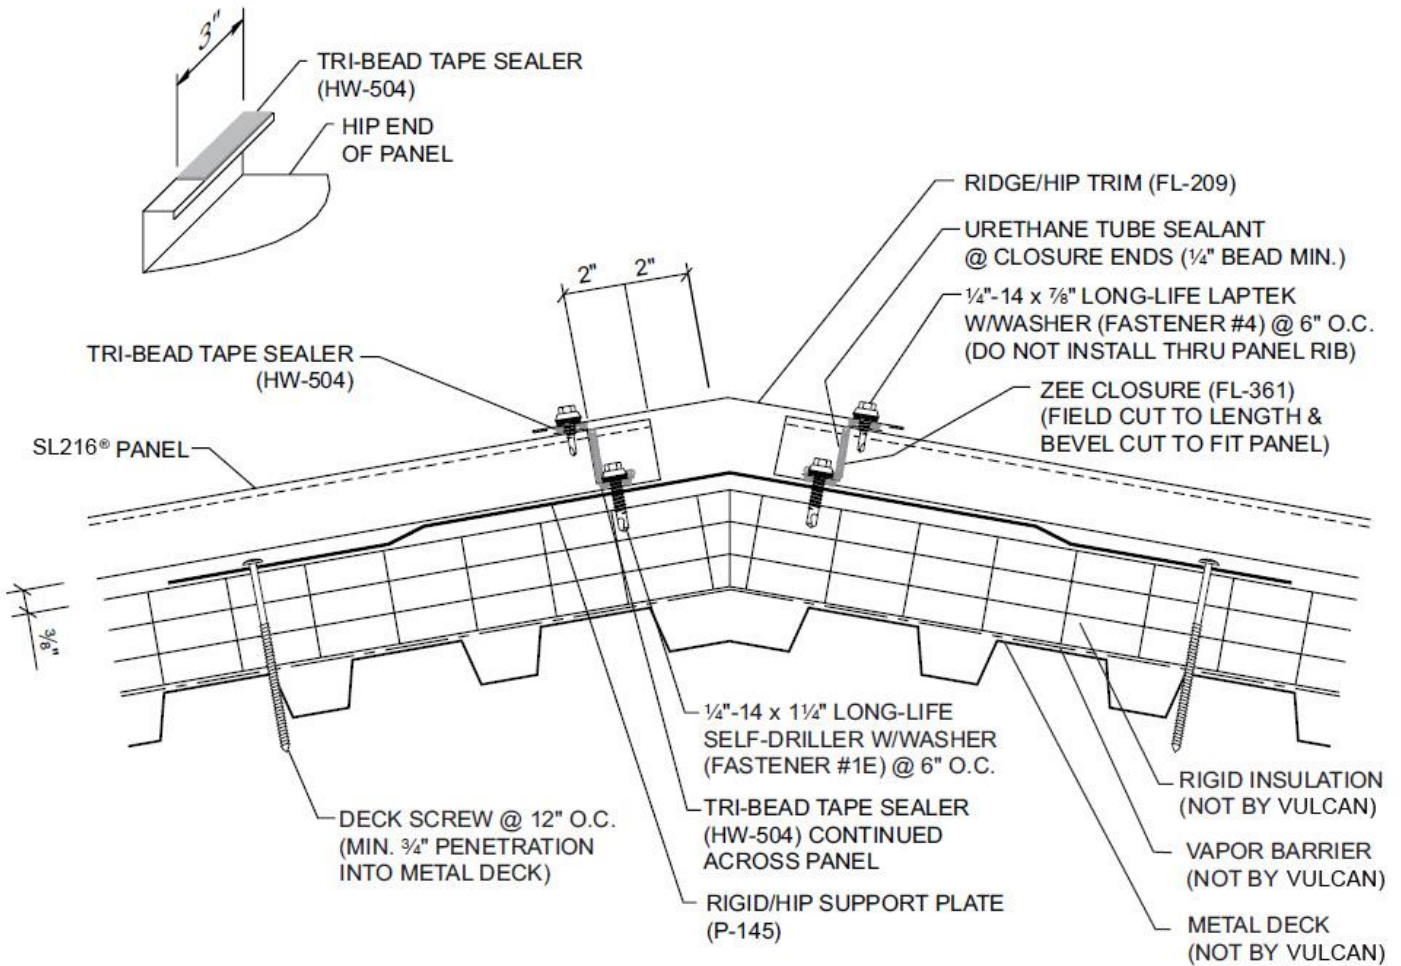 3"
TRI-BEAD TAPE SEALER
(HW-504)
HIP END
OF PANEL
RIDGE/HIP TRIM (FL-209)
URETHANE TUBE SEALANT
@ CLOSURE ENDS (¼" BEAD MIN.)
¼"-14 x ⅞" LONG-LIFE LAPTEK
W/WASHER (FASTENER #4) @ 6" O.C.
(DO NOT INSTALL THRU PANEL RIB)
ZEE CLOSURE (FL-361)
(FIELD CUT TO LENGTH &
BEVEL CUT TO FIT PANEL)
2" 2"
TRI-BEAD TAPE SEALER
(HW-504)
SL216® PANEL
⅜"
¼"-14 x 1¼" LONG-LIFE
SELF-DRILLER W/WASHER
(FASTENER #1E) @ 6" O.C.
TRI-BEAD TAPE SEALER
(HW-504) CONTINUED
ACROSS PANEL
RIGID/HIP SUPPORT PLATE
(P-145)
DECK SCREW @ 12" O.C.
(MIN. ¾" PENETRATION
INTO METAL DECK)
RIGID INSULATION
(NOT BY VULCAN)
VAPOR BARRIER
(NOT BY VULCAN)
METAL DECK
(NOT BY VULCAN)